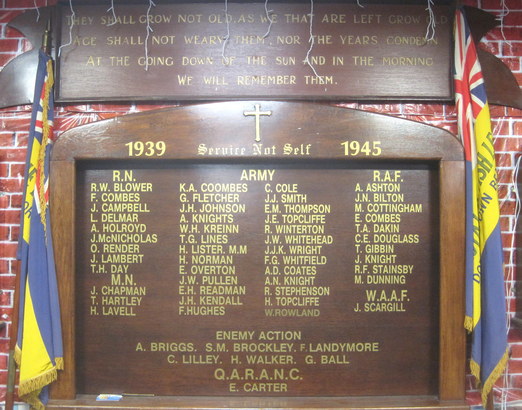 THEY SHALL GROW NOT OLD, AS WE THAT ARE LEFT GROW OLD
AGE SHALL NOT WEARY THEM, NOR THE YEARS CONDEMN
AT THE GOING DOWN OF THE SUN AND IN THE MORNING
WE WILL REMEMBER THEM.
1939 Service Not Self 1945
R.N.
R.W. BLOWER
F. COMBES
J. CAMPBELL
L. DELMAR
A. HOLROYD
J. McNICHOLAS
O. RENDER
J. LAMBERT
T.H. DAY
M.N.
J. CHAPMAN
T. HARTLEY
H. LAVELL
ARMY
K.A. COOMBES
G. FLETCHER
J.H. JOHNSON
A. KNIGHTS
W.H. KREINN
T.G. LINES
H. LISTER. M.M
H. NORMAN
E. OVERTON
J.W. PULLEN
E.H. READMAN
J.H. KENDALL
F.HUGHES
C. COLE
J.J. SMITH
E.M. THOMPSON
J.E. TOPCLIFFE
R. WINTERTON
J.W. WHITEHEAD
J.J.K. WRIGHT
F.G. WHITFIELD
A.D. COATES
A.N. KNIGHT
R. STEPHENSON
H. TOPCLIFFE
W.ROWLAND
R.A.F.
A. ASHTON
J.N. BILTON
M. COTTINGHAM
E. COMBES
T.A. DAKIN
C.E. DOUGLASS
T. GIBBIN
J. KNIGHT
R.F. STAINSBY
M. DUNNING
W.A.A.F.
J. SCARGILL
ENEMY ACTION
A. BRIGGS. S.M. BROCKLEY. F. LANDYMORE
C. LILLEY. H. WALKER. G. BALL
Q.A.R.A.N.C.
E. CARTER